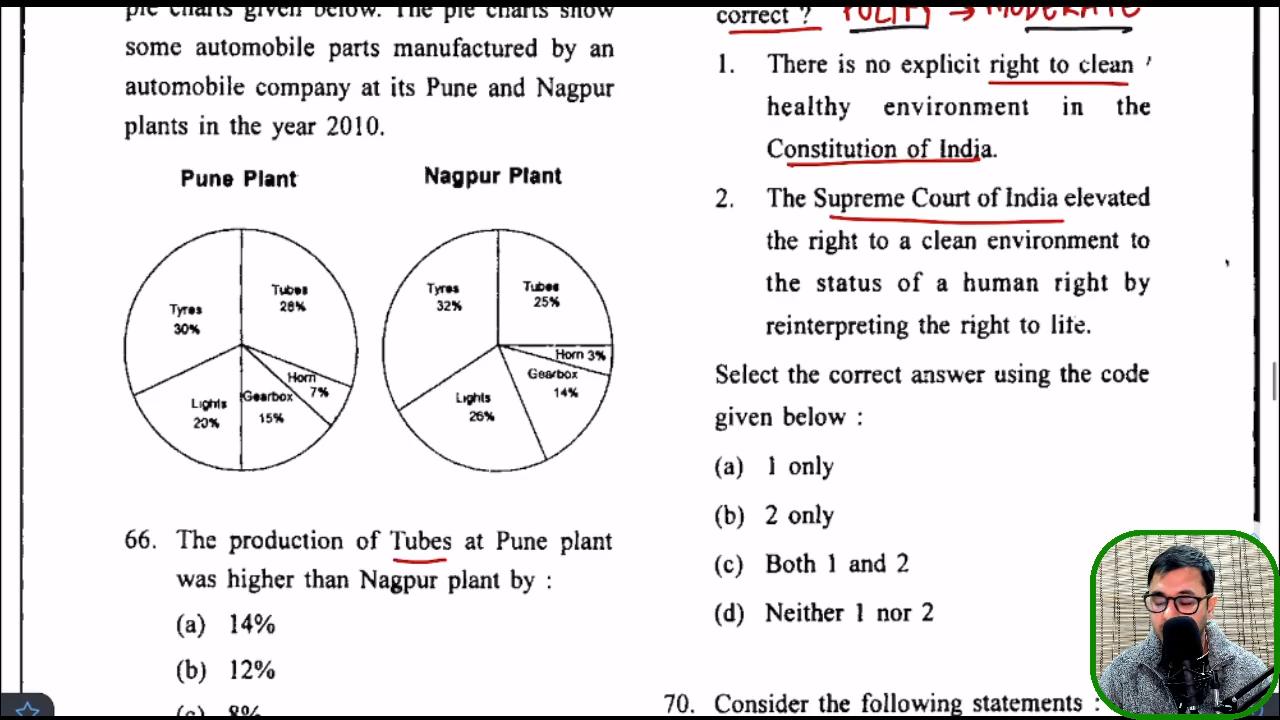 pie charts given below. The pie charts show
some automobile parts manufactured by an
automobile company at its Pune and Nagpur
plants in the year 2010.
Pune Plant
Nagpur Plant
Tyres
30%
Tubes
28%
Horn
7%
Gearbox
15%
Lights
20%
Tyres
32%
Tubes
25%
Horn 3%
Gearbox
14%
Lights
26%
66. The production of Tubes at Pune plant
was higher than Nagpur plant by :
(a) 14%
(b) 12%
(c) 8%
correct ? POLITY → MODERATE
1. There is no explicit right to clean
healthy environment in the
Constitution of India.
2. The Supreme Court of India elevated
the right to a clean environment to
the status of a human right by
reinterpreting the right to life.
Select the correct answer using the code
given below :
(a) 1 only
(b) 2 only
(c) Both 1 and 2
(d) Neither 1 nor 2
70. Consider the following statements :